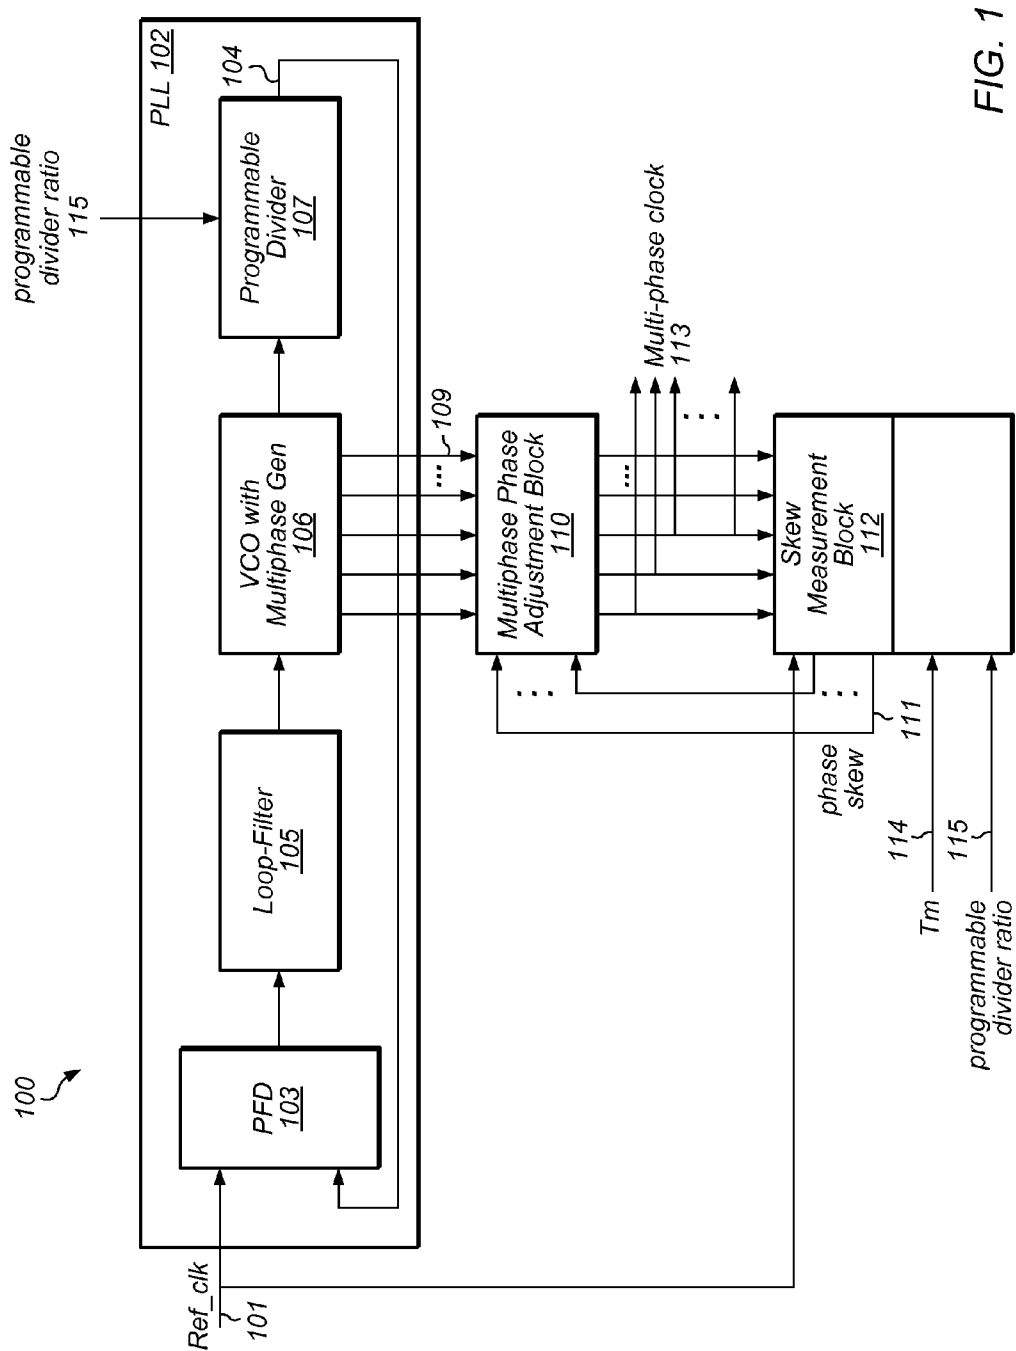 100
programmable
divider ratio
115
PLL 102
Ref_clk
101
PFD
103
Loop-Filter
105
VCO with
Multiphase Gen
106
Programmable
Divider
107
104
109
...
Multiphase Phase
Adjustment Block
110
...
...
Multi-phase clock
113
...
phase
skew
111
...
Skew
Measurement
Block
112
Tm
114
programmable
divider ratio
115
FIG. 1